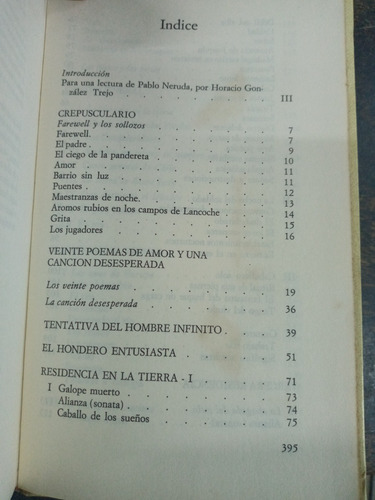 Indice
Introducción
Para una lectura de Pablo Neruda, por Horacio Gon-
zález Trejo . . . . . . . . III
CREPUSCULARIO
Farewell y los sollozos . . . . . . 7
Farewell. . . . . . . . . 7
El padre . . . . . . . . . 9
El ciego de la pandereta . . . . . . 10
Amor . . . . . . . . . 11
Barrio sin luz . . . . . . . . 11
Puentes . . . . . . . . . 12
Maestranzas de noche. . . . . . . 13
Aromos rubios en los campos de Lancoche . . . 14
Grita . . . . . . . . . 15
Los jugadores . . . . . . . . 16
VEINTE POEMAS DE AMOR Y UNA
CANCION DESESPERADA
Los veinte poemas . . . . . . . 19
La canción desesperada . . . . . . 36
TENTATIVA DEL HOMBRE INFINITO . . . 39
EL HONDERO ENTUSIASTA . . . . 51
RESIDENCIA EN LA TIERRA - I . . . . 71
I Galope muerto . . . . . . . 73
Alianza (sonata) . . . . . . . 74
Caballo de los sueños . . . . . . 75
395